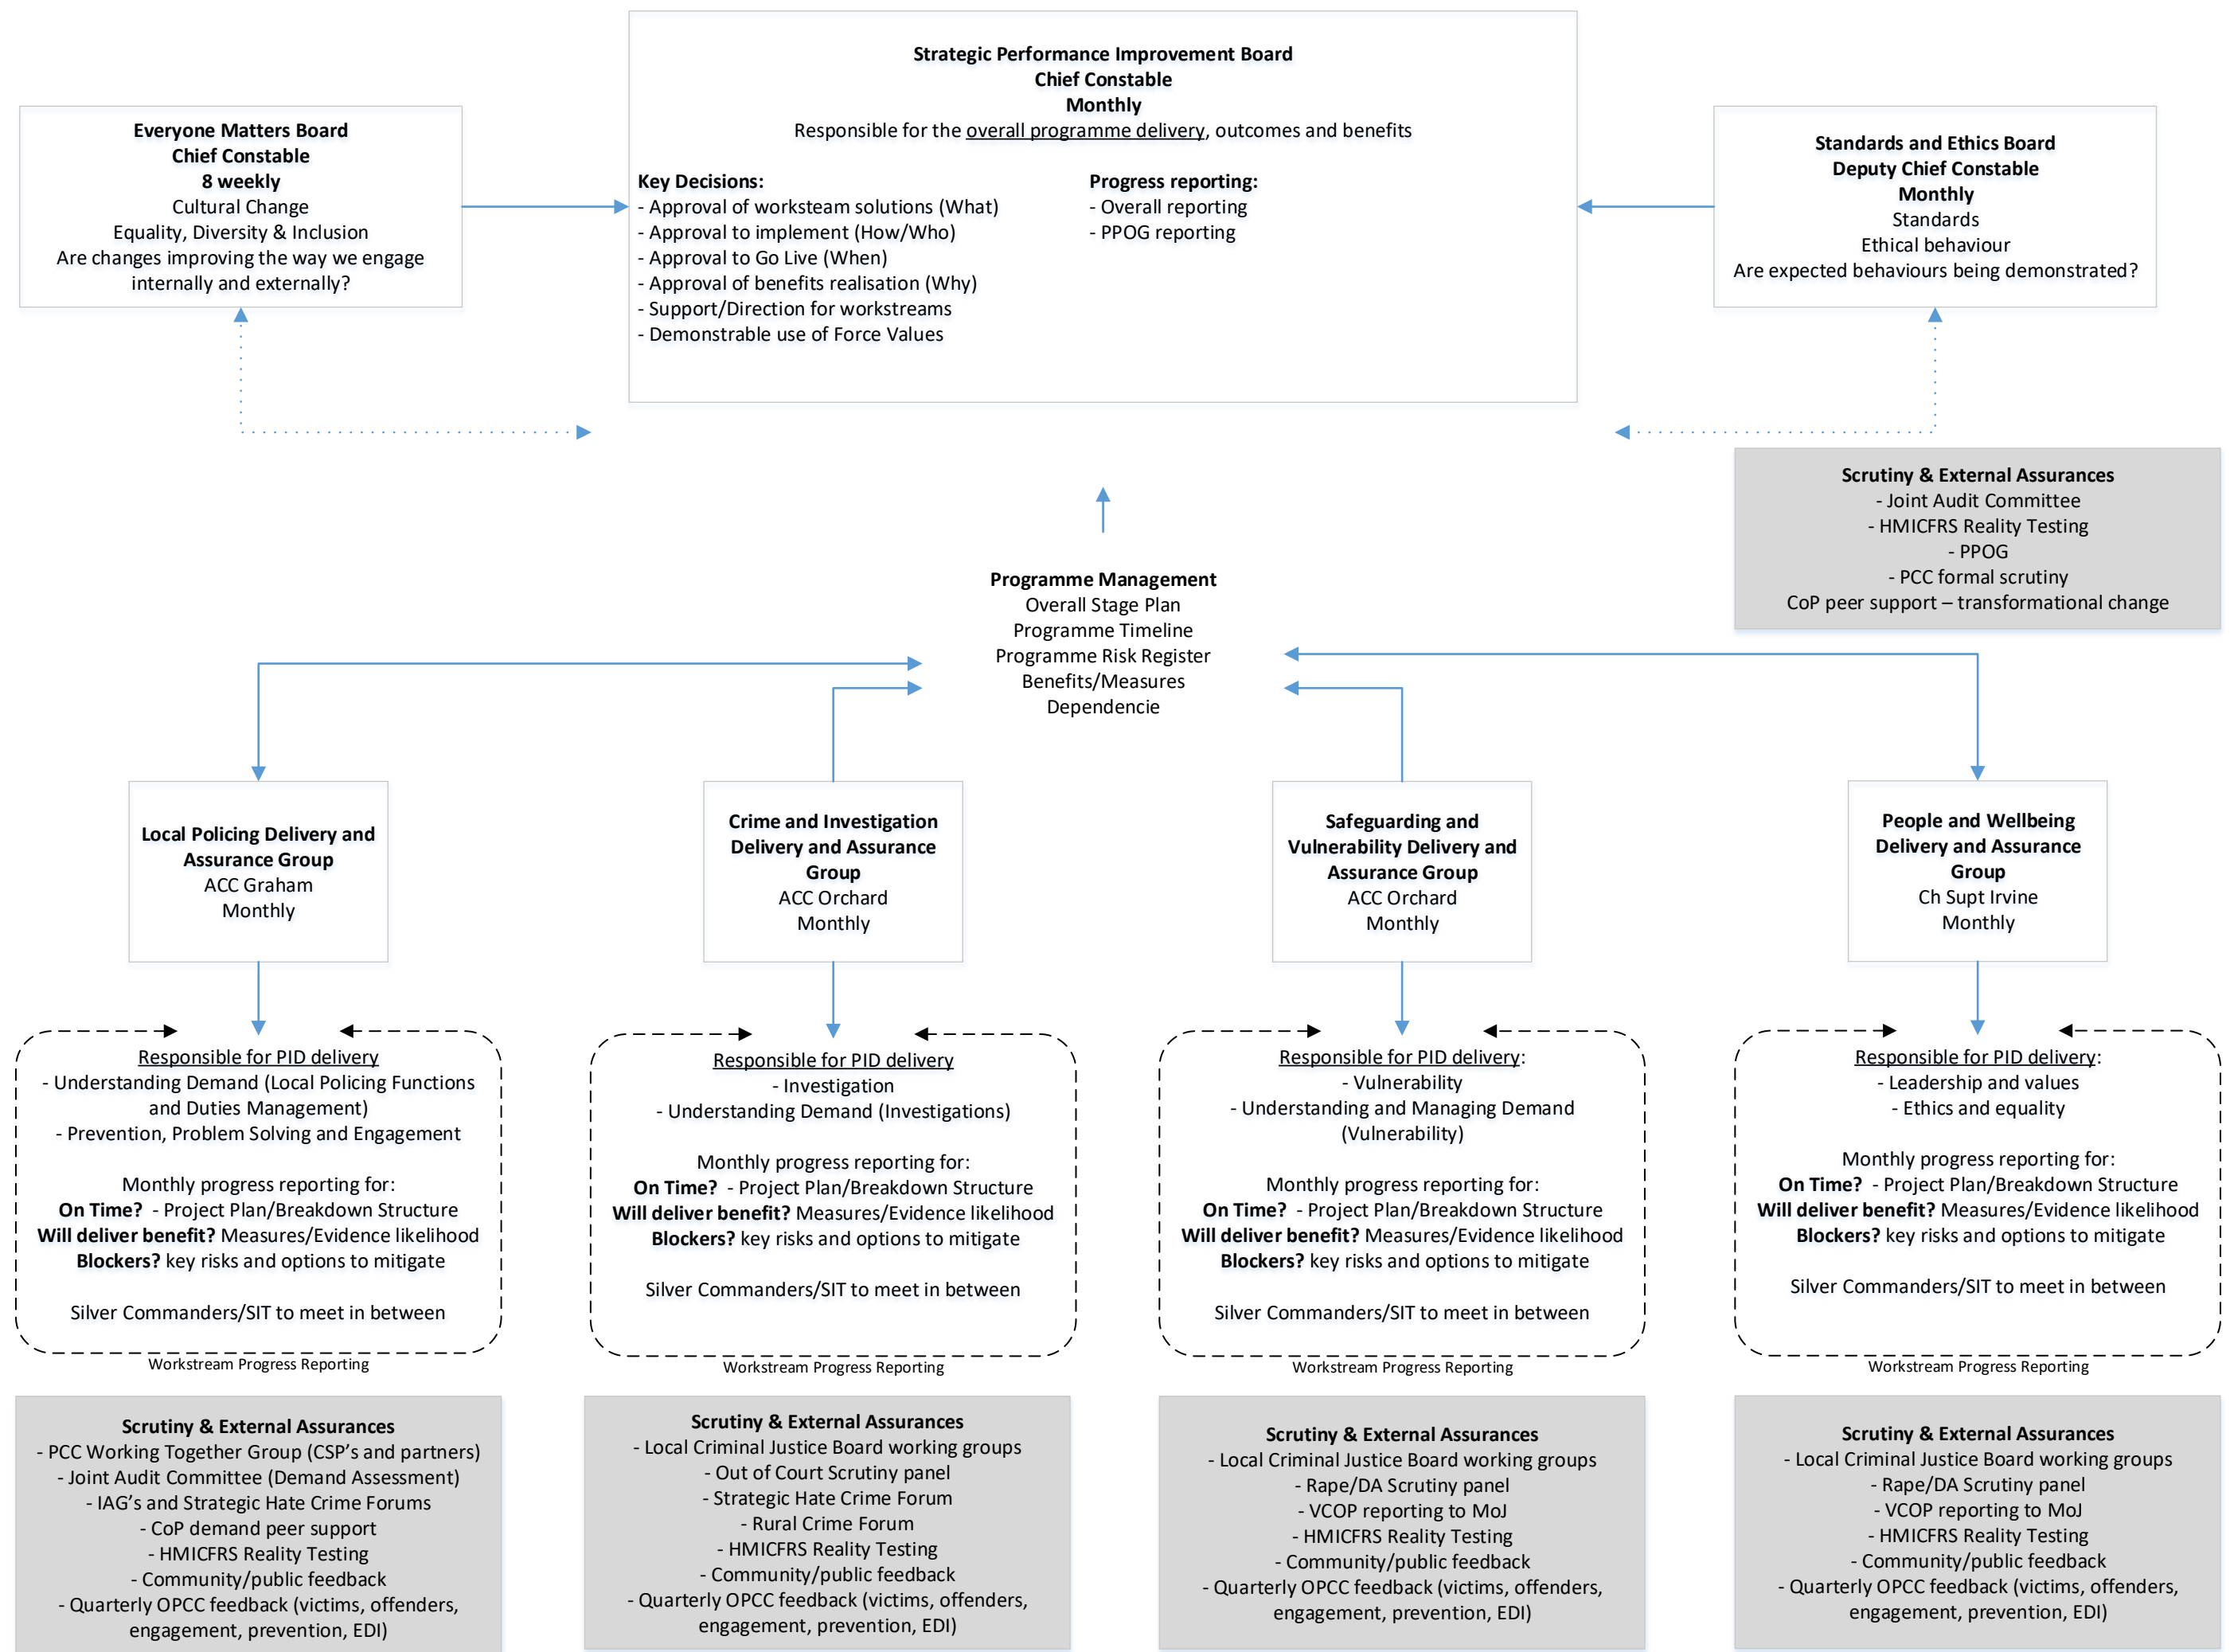 Strategic Performance Improvement Board
Chief Constable
Monthly
Responsible for the overall programme delivery, outcomes and benefits
Key Decisions:
- Approval of worksteam solutions (What)
- Approval to implement (How/Who)
- Approval to Go Live (When)
- Approval of benefits realisation (Why)
- Support/Direction for workstreams
- Demonstrable use of Force Values
Progress reporting:
- Overall reporting
- PPOG reporting
Everyone Matters Board
Chief Constable
8 weekly
Cultural Change
Equality, Diversity & Inclusion
Are changes improving the way we engage
internally and externally?
Standards and Ethics Board
Deputy Chief Constable
Monthly
Standards
Ethical behaviour
Are expected behaviours being demonstrated?
Scrutiny & External Assurances
- Joint Audit Committee
- HMICFRS Reality Testing
- PPOG
- PCC formal scrutiny
CoP peer support – transformational change
Programme Management
Overall Stage Plan
Programme Timeline
Programme Risk Register
Benefits/Measures
Dependencie
Local Policing Delivery and
Assurance Group
ACC Graham
Monthly
Crime and Investigation
Delivery and Assurance
Group
ACC Orchard
Monthly
Safeguarding and
Vulnerability Delivery and
Assurance Group
ACC Orchard
Monthly
People and Wellbeing
Delivery and Assurance
Group
Ch Supt Irvine
Monthly
Responsible for PID delivery
- Understanding Demand (Local Policing Functions
and Duties Management)
- Prevention, Problem Solving and Engagement
Monthly progress reporting for:
On Time? - Project Plan/Breakdown Structure
Will deliver benefit? Measures/Evidence likelihood
Blockers? key risks and options to mitigate
Silver Commanders/SIT to meet in between
Workstream Progress Reporting
Responsible for PID delivery
- Investigation
- Understanding Demand (Investigations)
Monthly progress reporting for:
On Time? - Project Plan/Breakdown Structure
Will deliver benefit? Measures/Evidence likelihood
Blockers? key risks and options to mitigate
Silver Commanders/SIT to meet in between
Workstream Progress Reporting
Responsible for PID delivery:
- Vulnerability
- Understanding and Managing Demand
(Vulnerability)
Monthly progress reporting for:
On Time? - Project Plan/Breakdown Structure
Will deliver benefit? Measures/Evidence likelihood
Blockers? key risks and options to mitigate
Silver Commanders/SIT to meet in between
Workstream Progress Reporting
Responsible for PID delivery:
- Leadership and values
- Ethics and equality
Monthly progress reporting for:
On Time? - Project Plan/Breakdown Structure
Will deliver benefit? Measures/Evidence likelihood
Blockers? key risks and options to mitigate
Silver Commanders/SIT to meet in between
Workstream Progress Reporting
Scrutiny & External Assurances
- PCC Working Together Group (CSP's and partners)
- Joint Audit Committee (Demand Assessment)
- IAG's and Strategic Hate Crime Forums
- CoP demand peer support
- HMICFRS Reality Testing
- Community/public feedback
- Quarterly OPCC feedback (victims, offenders,
engagement, prevention, EDI)
Scrutiny & External Assurances
- Local Criminal Justice Board working groups
- Out of Court Scrutiny panel
- Strategic Hate Crime Forum
- Rural Crime Forum
- HMICFRS Reality Testing
- Community/public feedback
- Quarterly OPCC feedback (victims, offenders,
engagement, prevention, EDI)
Scrutiny & External Assurances
- Local Criminal Justice Board working groups
- Rape/DA Scrutiny panel
- VCOP reporting to MoJ
- HMICFRS Reality Testing
- Community/public feedback
- Quarterly OPCC feedback (victims, offenders,
engagement, prevention, EDI)
Scrutiny & External Assurances
- Local Criminal Justice Board working groups
- Rape/DA Scrutiny panel
- VCOP reporting to MoJ
- HMICFRS Reality Testing
- Community/public feedback
- Quarterly OPCC feedback (victims, offenders,
engagement, prevention, EDI)